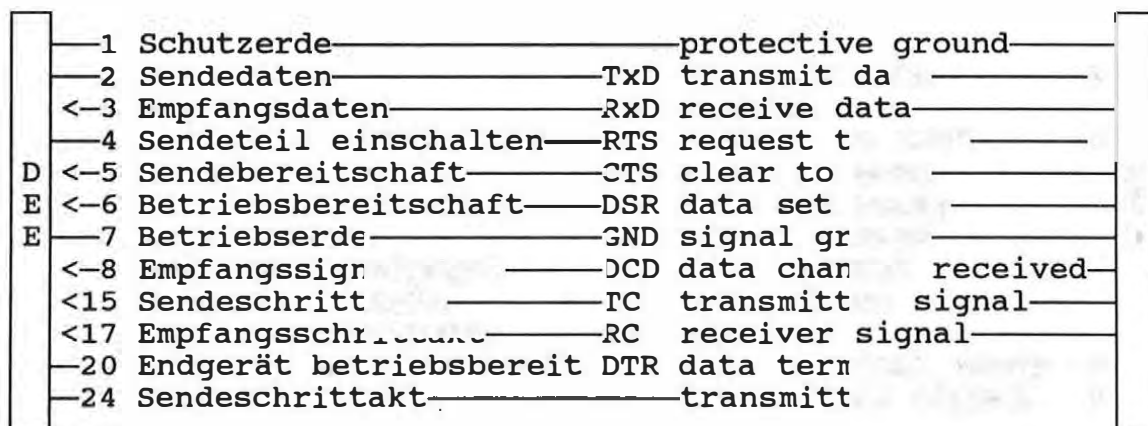 1 Schutzerde protective ground
2 Sendedaten TxD transmit da
<-3 Empfangsdaten RxD receive data
4 Sendeteil einschalten RTS request t
D <-5 Sendebereitschaft CTS clear to
E <-6 Betriebsbereitschaft DSR data set
E 7 Betriebserde GND signal gr
<-8 Empfangssign DCD data chan received
<15 Sendeschritt TC transmitt signal
<17 RC receiver signal
20 Endgerät betriebsbereit DTR data term
24 Sendeschrittakt transmitt